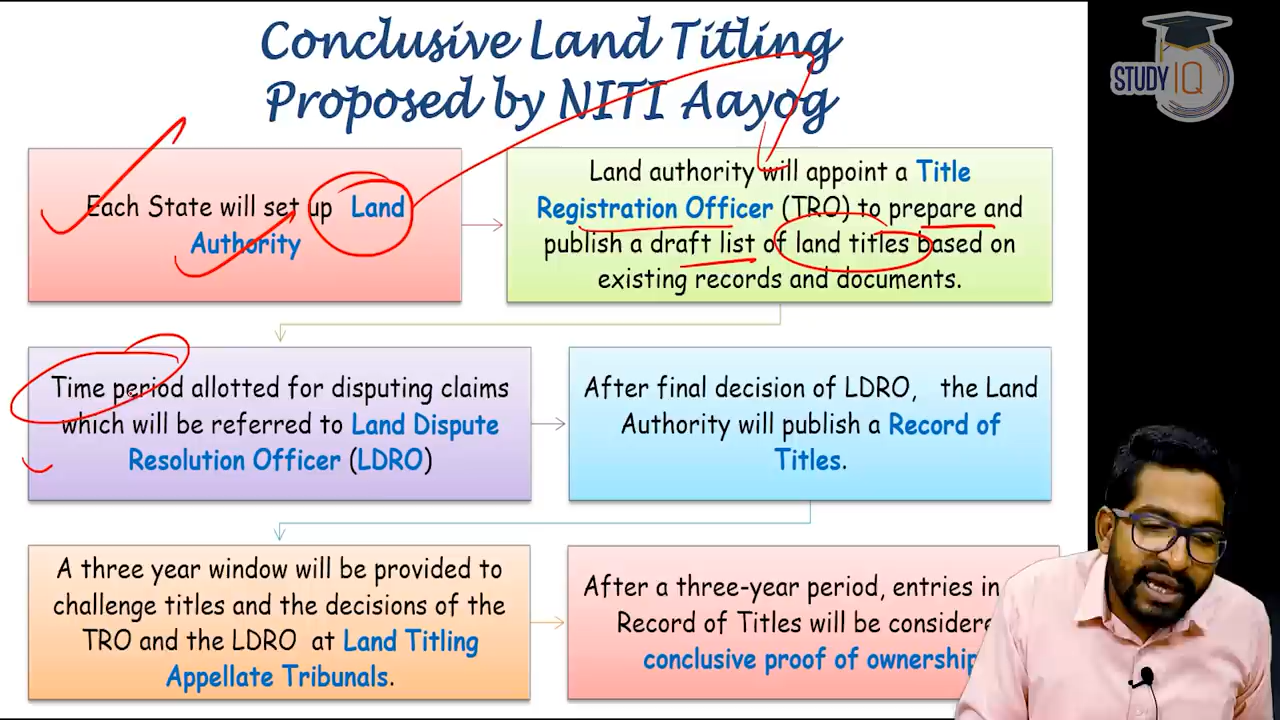 Conclusive Land Titling
Proposed by NITI Aayog
STUDY IQ
Each State will set up Land
Authority
Land authority will appoint a Title
Registration Officer (TRO) to prepare and
publish a draft list of land titles based on
existing records and documents.
Time period allotted for disputing claims
which will be referred to Land Dispute
Resolution Officer (LDRO)
After final decision of LDRO, the Land
Authority will publish a Record of
Titles.
A three year window will be provided to
challenge titles and the decisions of the
TRO and the LDRO at Land Titling
Appellate Tribunals.
After a three-year period, entries in
Record of Titles will be considere
conclusive proof of ownership